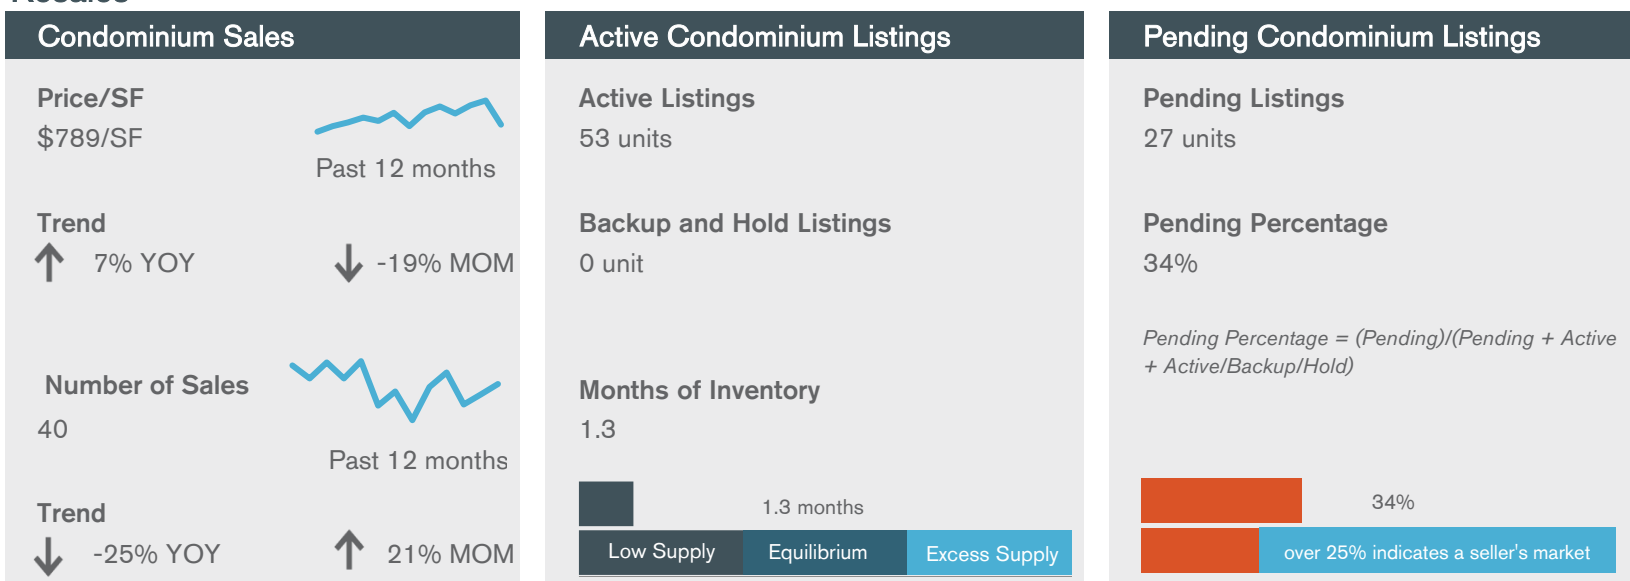 Condominium Sales
Price/SF
$789/SF
Past 12 months
Trend
7% YOY
-19% MOM
Number of Sales
40
Past 12 months
Trend
-25% YOY
21% MOM
Active Condominium Listings
Active Listings
53 units
Backup and Hold Listings
0 unit
Months of Inventory
1.3
1.3 months
Low Supply
Equilibrium
Excess Supply
Pending Condominium Listings
Pending Listings
27 units
Pending Percentage
34%
Pending Percentage = (Pending)/(Pending + Active
+ Active/Backup/Hold)
34%
over 25% indicates a seller's market